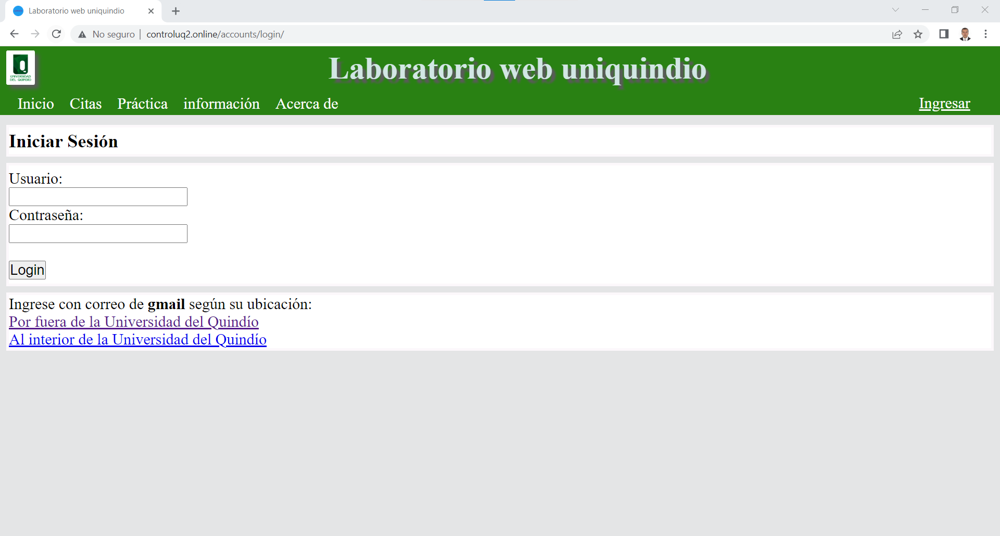 Laboratorio web uniquindio
No seguro | controluq2.online/accounts/login/
UNIVERSIDAD
DEL QUINDÍO
Laboratorio web uniquindio
Inicio Citas Práctica información Acerca de Ingresar
Iniciar Sesión
Usuario:
Contraseña:
Login
Ingrese con correo de gmail según su ubicación:
Por fuera de la Universidad del Quindío
Al interior de la Universidad del Quindío